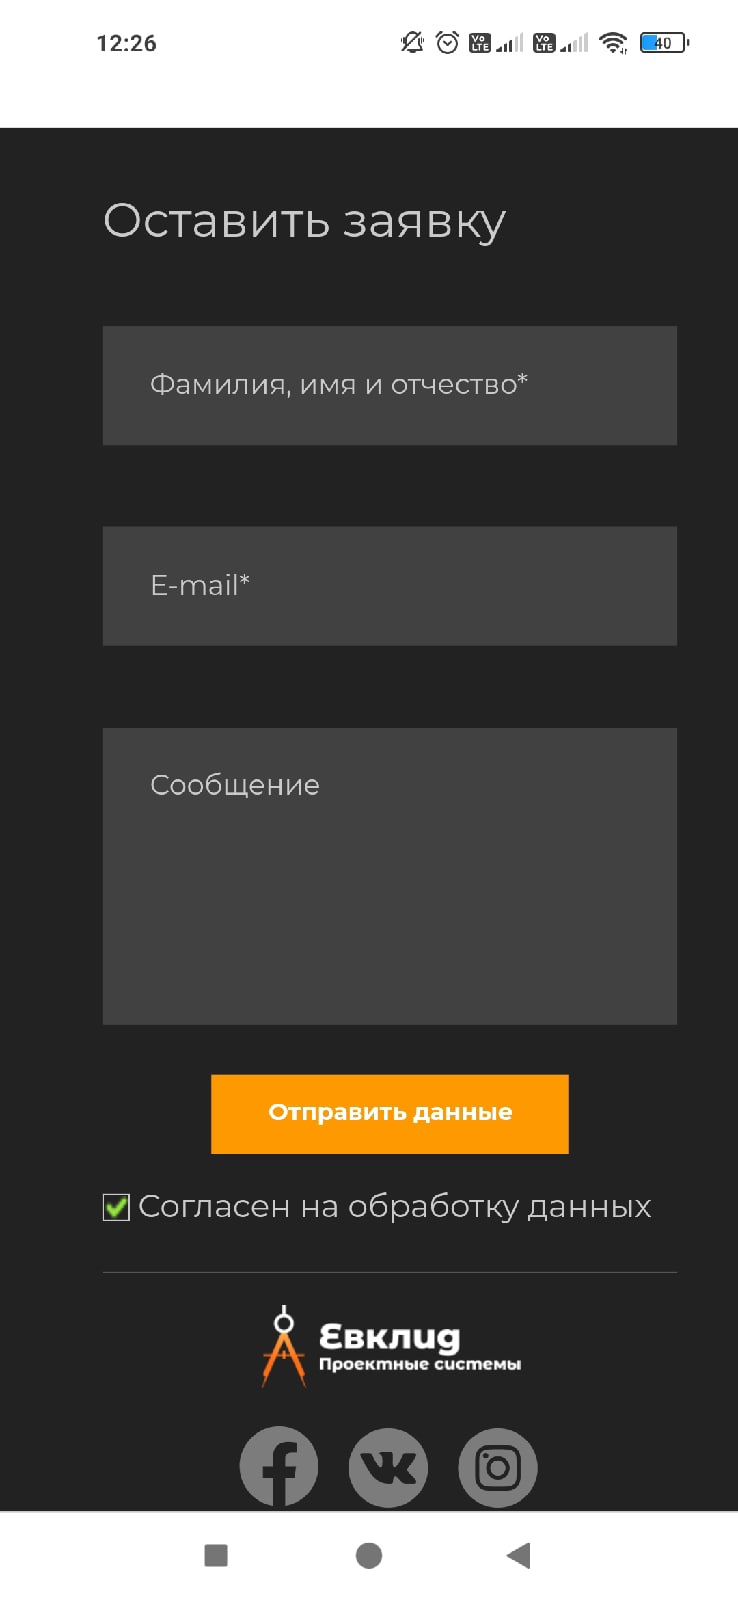 12:26
Vo LTE
Vo LTE
40
Оставить заявку
Фамилия, имя и отчество*
E-mail*
Сообщение
Отправить данные
Согласен на обработку данных
Евклид
Проектные системы